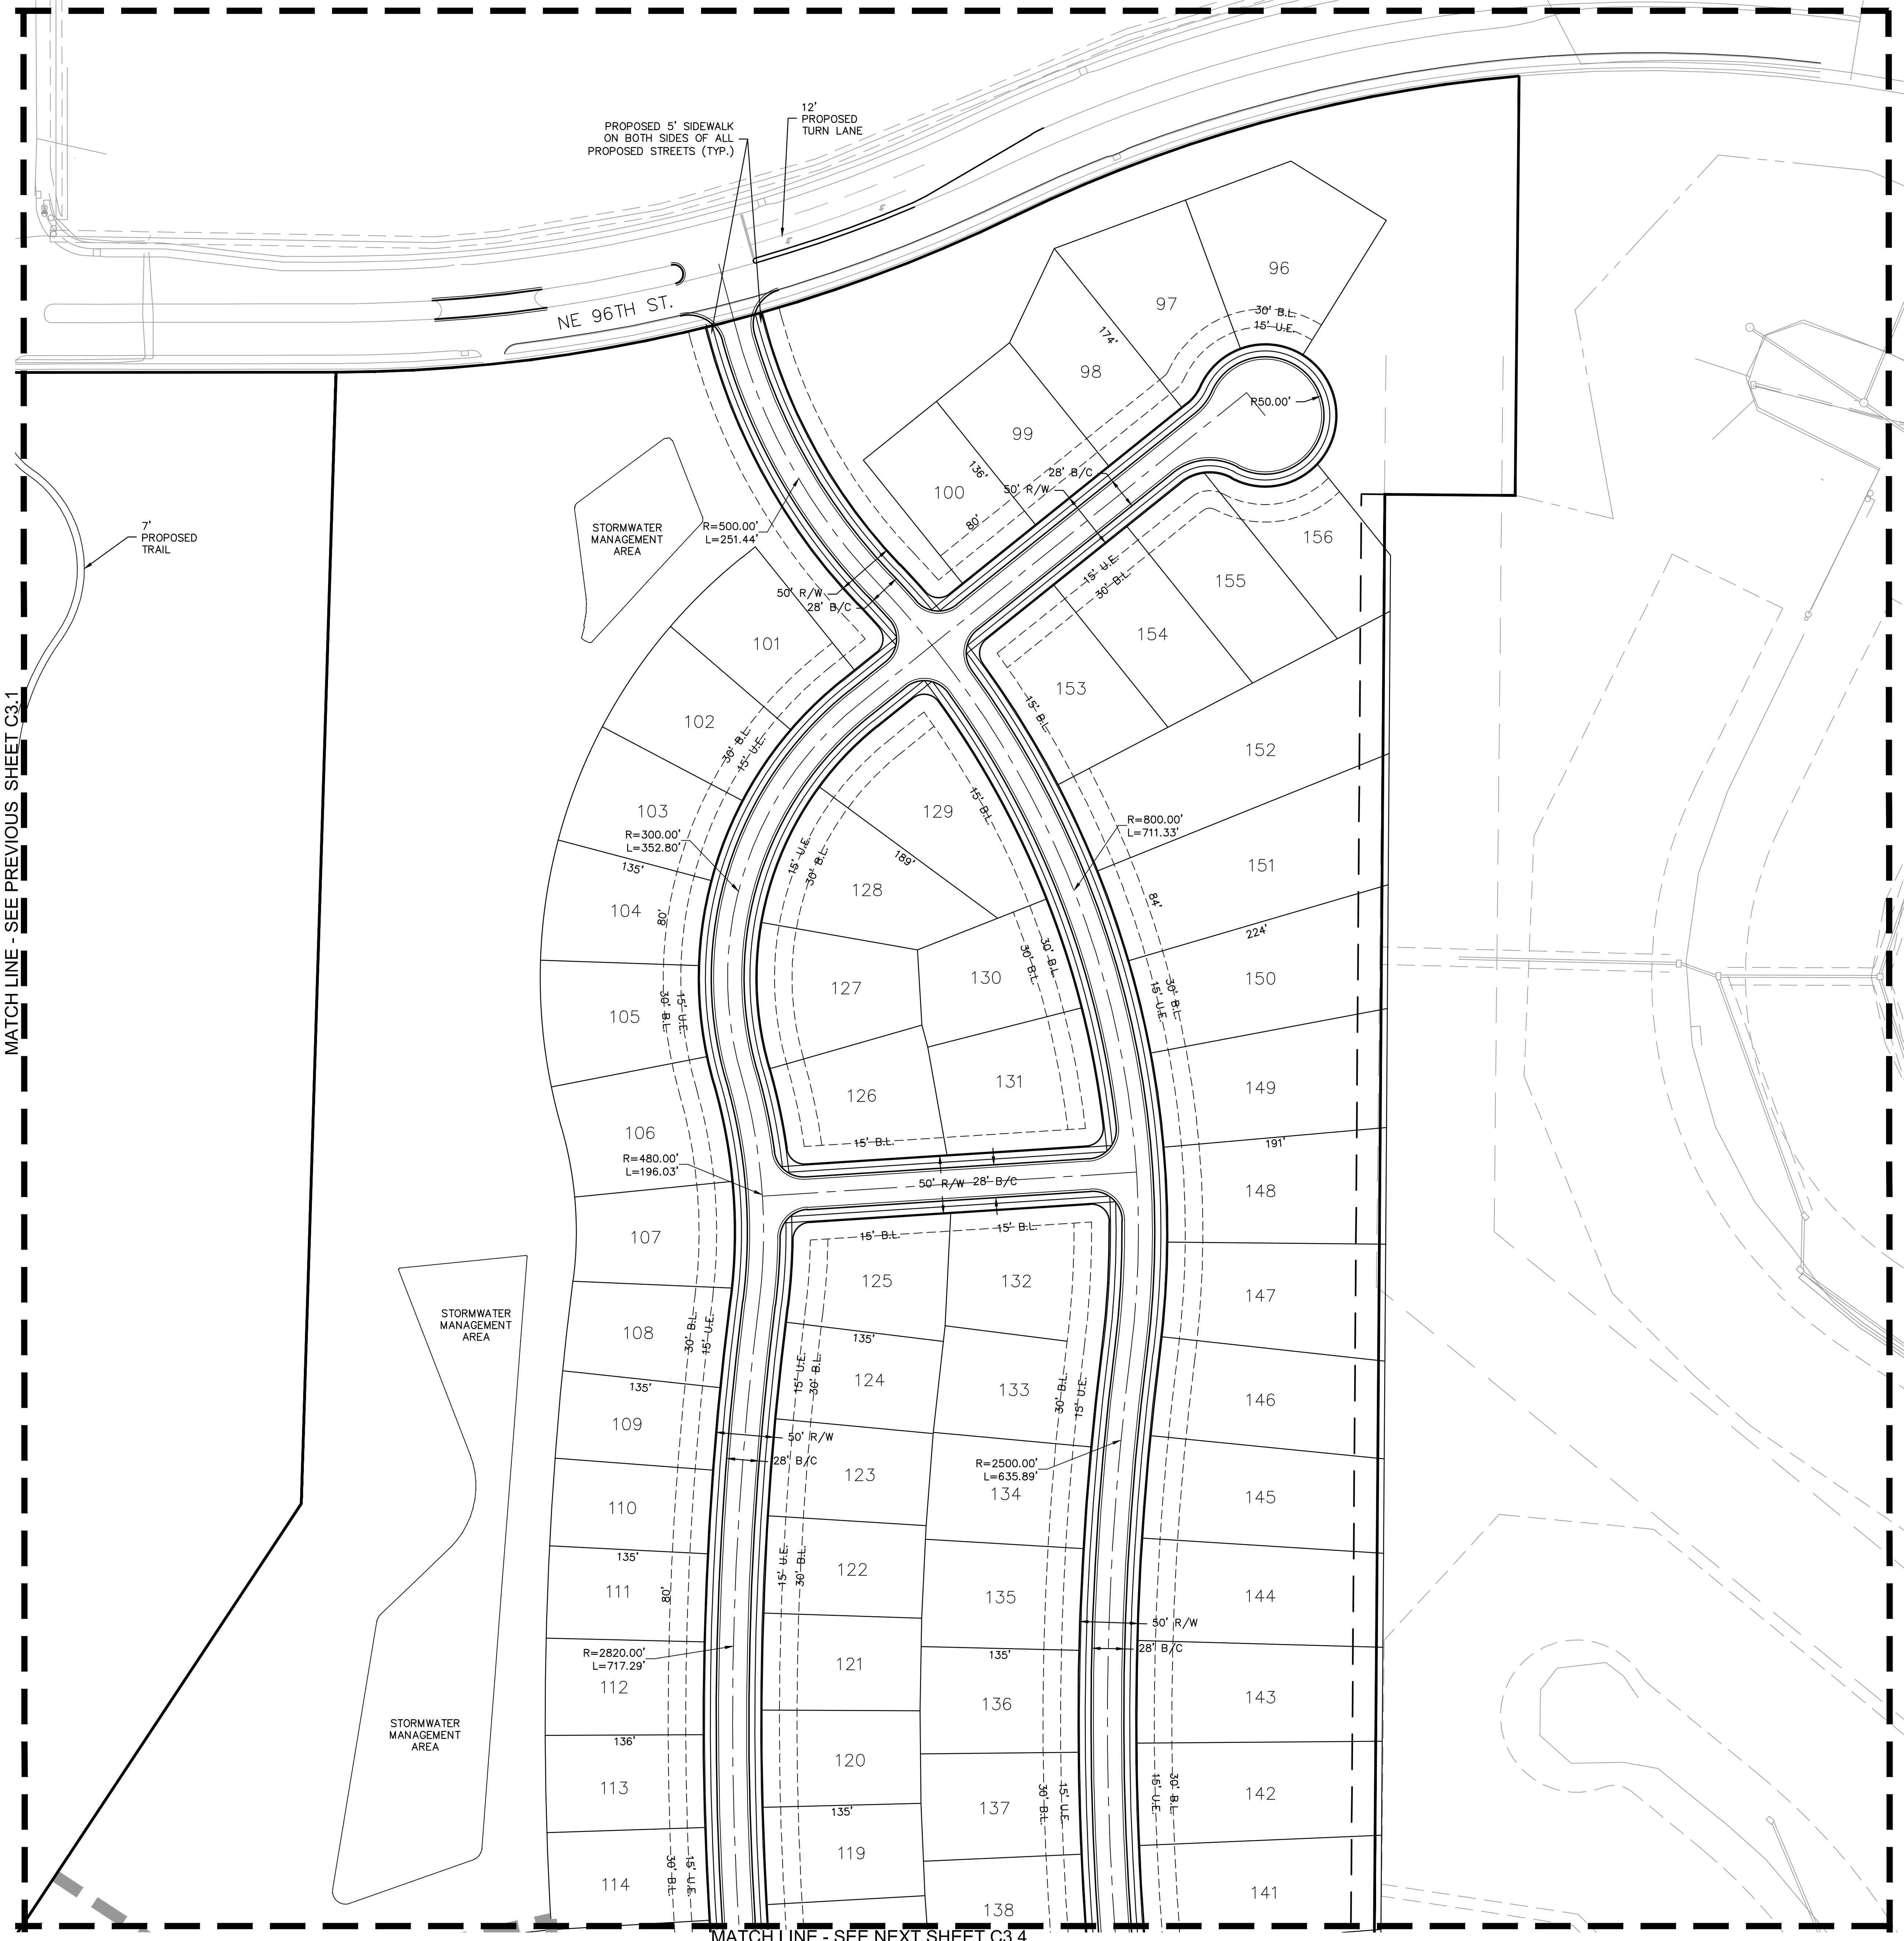 12'
PROPOSED
TURN LANE
PROPOSED 5' SIDEWALK
ON BOTH SIDES OF ALL
PROPOSED STREETS (TYP.)
NE 96TH ST.
96
97
30' B.L.
15' U.E.
174'
98
R50.00'
99
136'
28' B/C
50' R/W
100
80'
7'
PROPOSED
TRAIL
STORMWATER
MANAGEMENT
AREA
R=500.00'
L=251.44'
156
155
15' U.E.
30' B.L.
50' R/W
28' B/C
154
101
153
15' B.L.
102
152
30' B.L.
15' U.E.
MATCH LINE - SEE PREVIOUS SHEET C3.1
103
R=300.00'
L=352.80'
135'
129
15' B.L.
R=800.00'
L=711.33'
15' U.E.
30' B.L.
189'
128
151
104
80'
84'
224'
127
130
30' B.L.
30' B.L.
150
105
30' B.L.
15' U.E.
30' B.L.
15' U.E.
126
131
149
106
15' B.L.
191'
R=480.00'
L=196.03'
50' R/W
28' B/C
148
107
15' B.L.
15' B.L.
125
132
147
STORMWATER
MANAGEMENT
AREA
108
30' B.L.
15' U.E.
135'
15' U.E.
30' B.L.
124
133
30' B.L.
15' U.E.
146
135'
109
50' R/W
28' B/C
123
R=2500.00'
L=635.89'
134
145
110
135'
15' U.E.
30' B.L.
122
111
80'
135
144
50' R/W
28' B/C
R=2820.00'
L=717.29'
121
135'
112
136
143
STORMWATER
MANAGEMENT
AREA
136'
120
113
137
142
30' B.L.
15' U.E.
15' U.E.
30' B.L.
135'
119
114
30' B.L.
15' U.E.
138
141
MATCH LINE - SEE NEXT SHEET C3.4